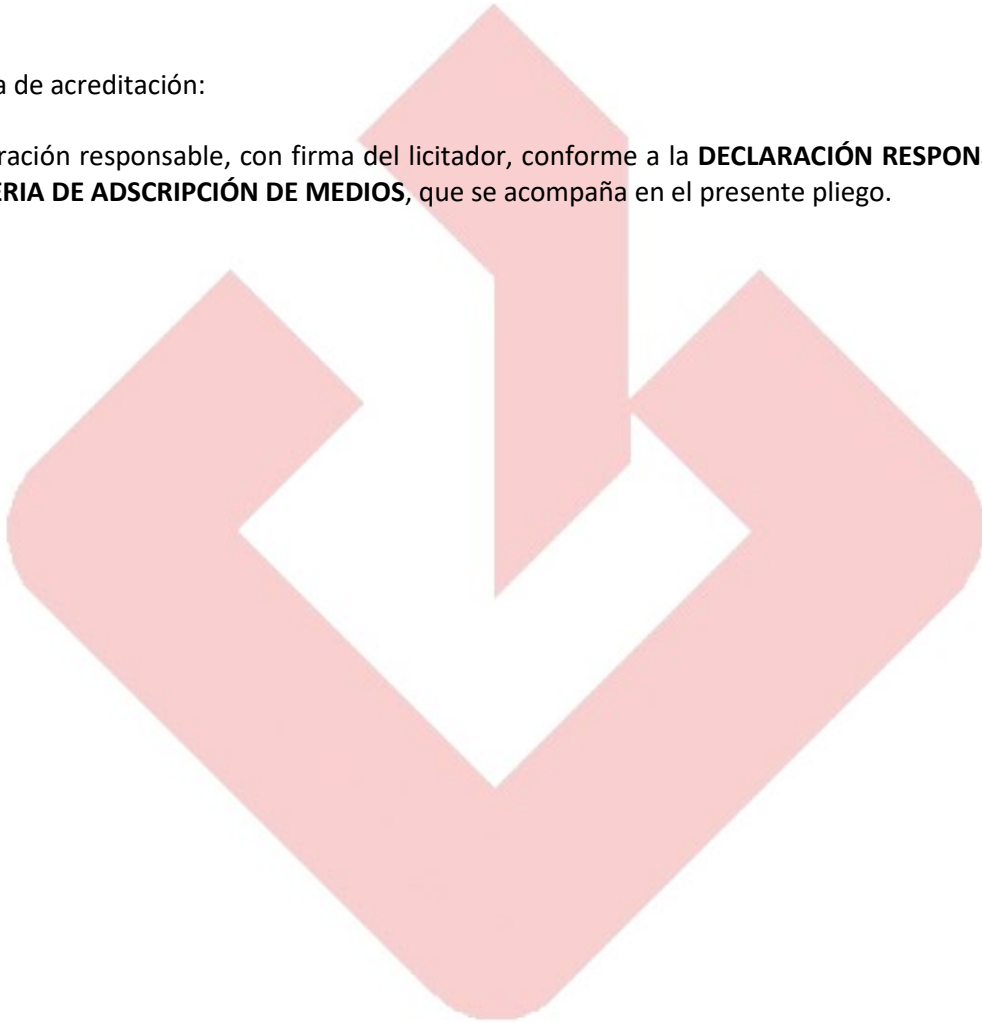 a de acreditación:
ración responsable, con firma del licitador, conforme a la DECLARACIÓN RESPONS
ERIA DE ADSCRIPCIÓN DE MEDIOS, que se acompaña en el presente pliego.